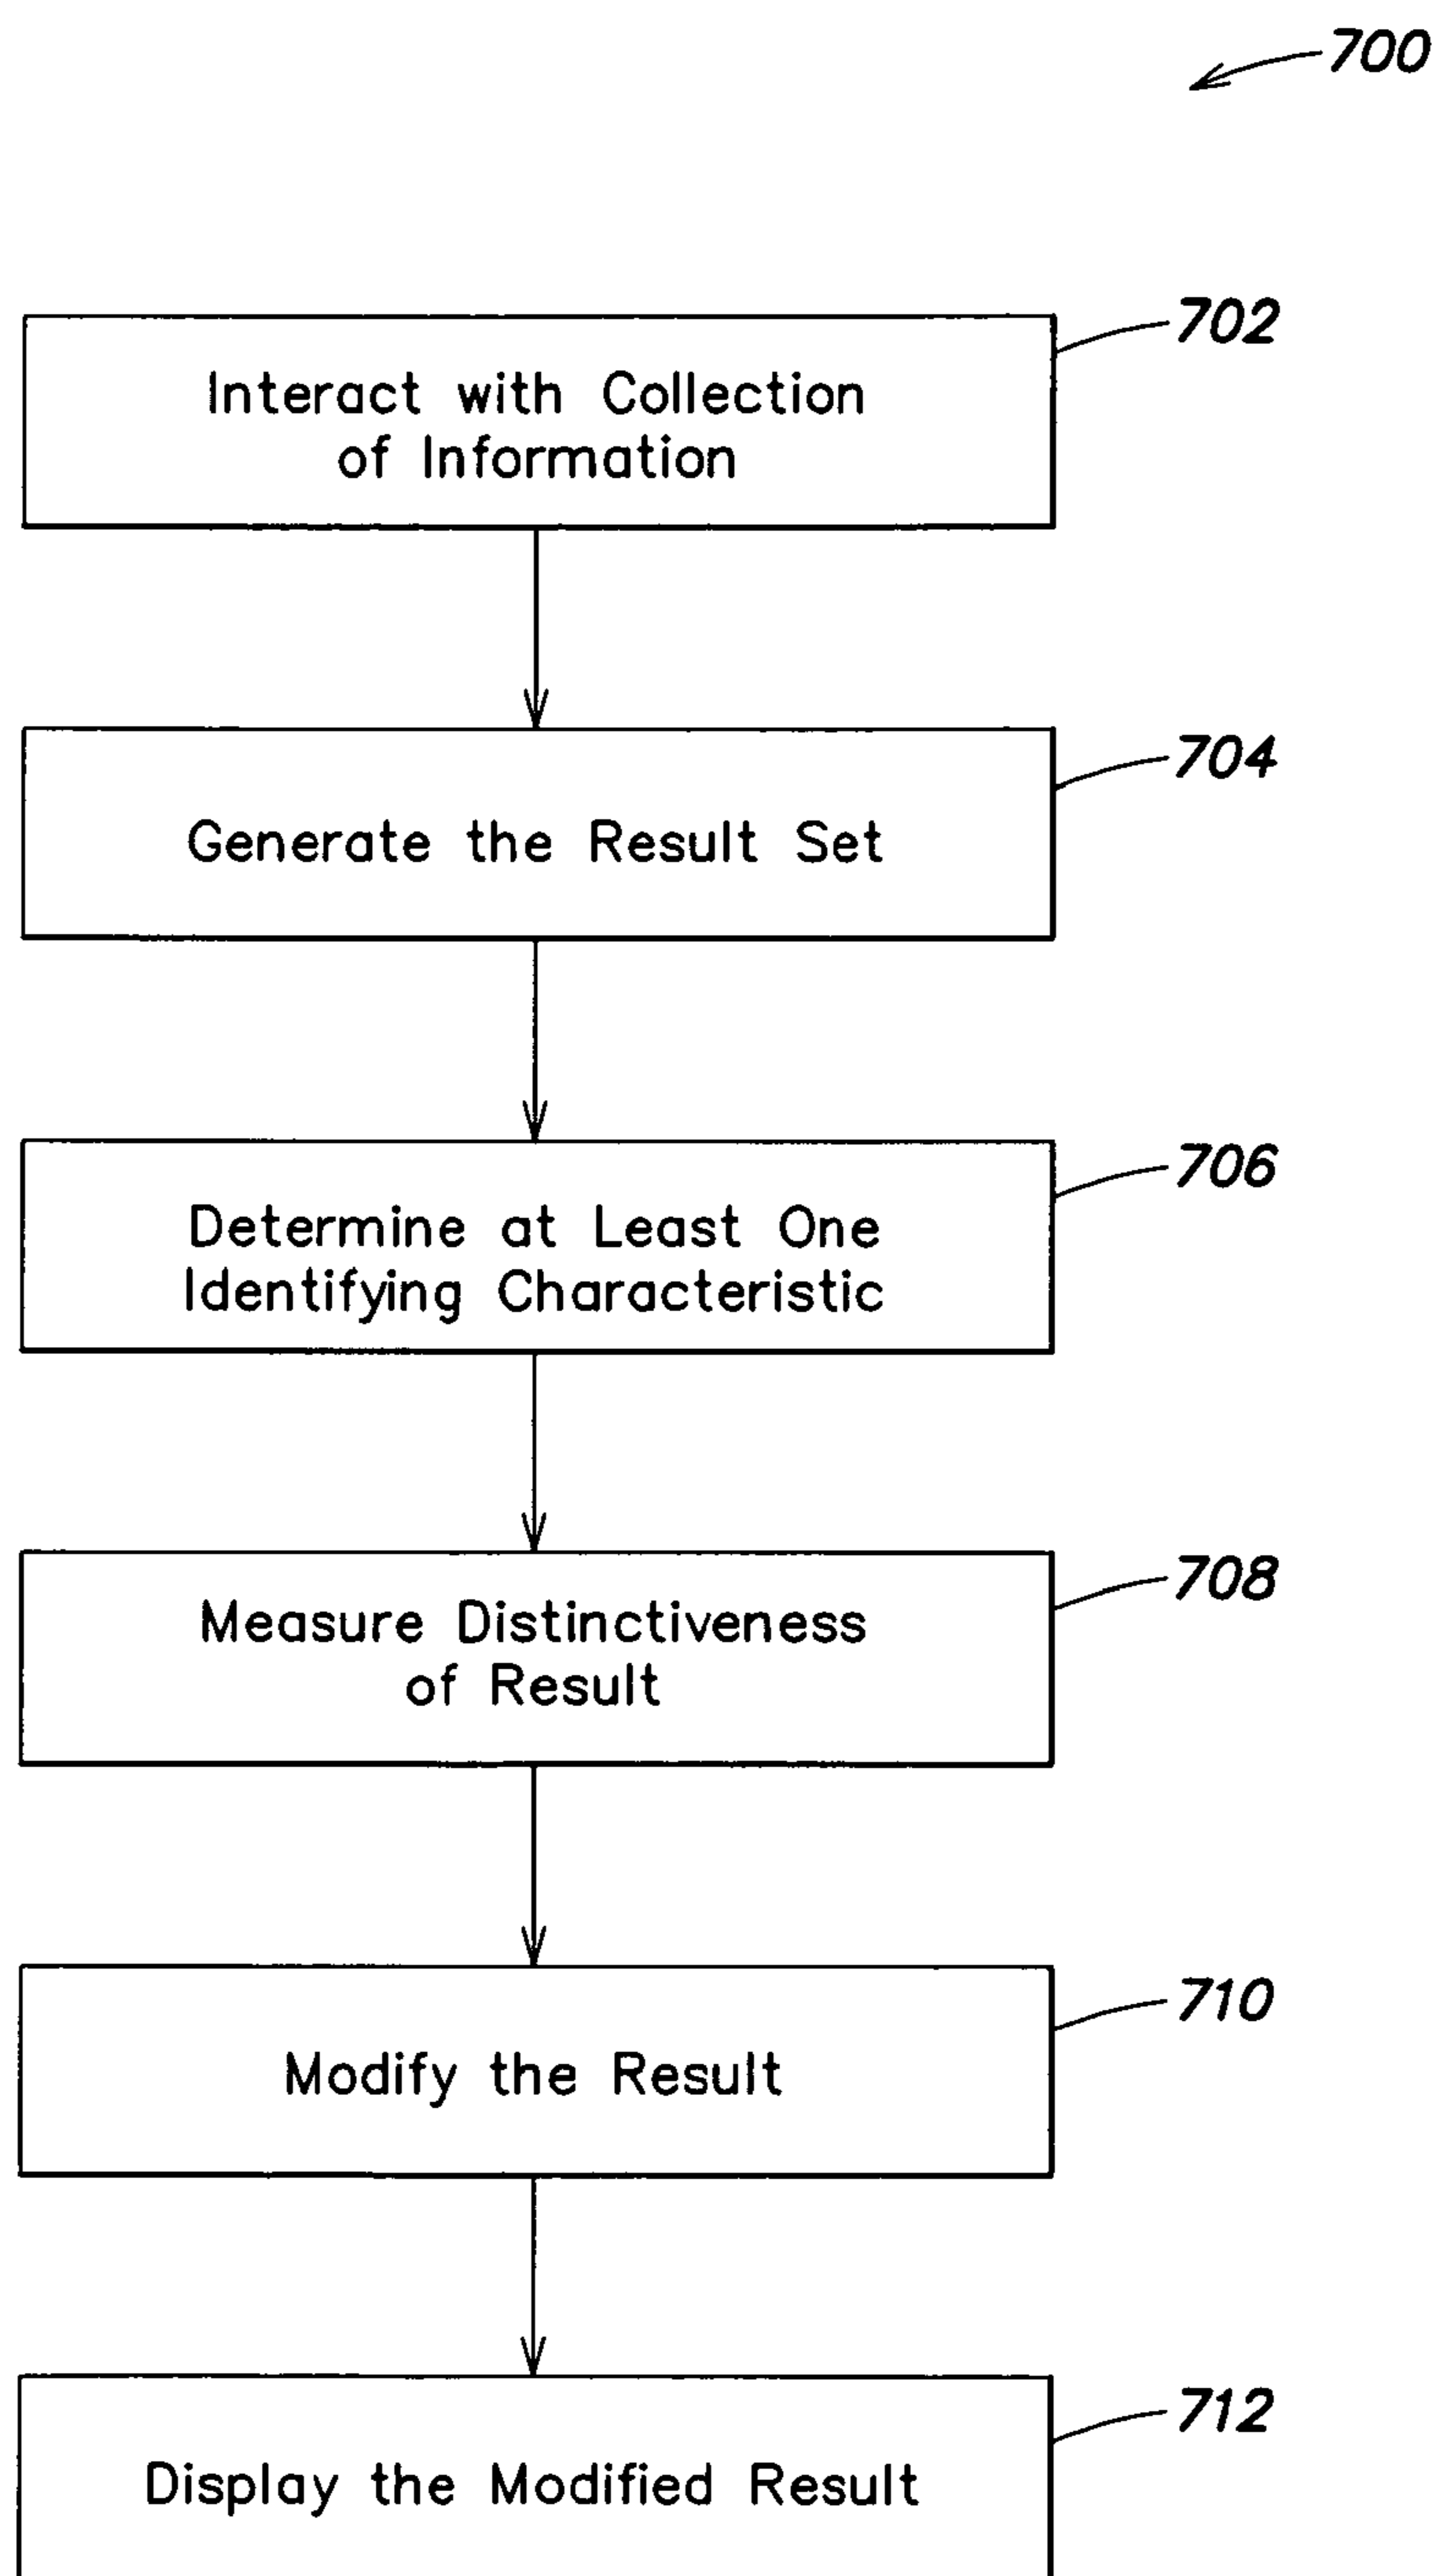 700
702
Interact with Collection
of Information
704
Generate the Result Set
706
Determine at Least One
Identifying Characteristic
708
Measure Distinctiveness
of Result
710
Modify the Result
712
Display the Modified Result